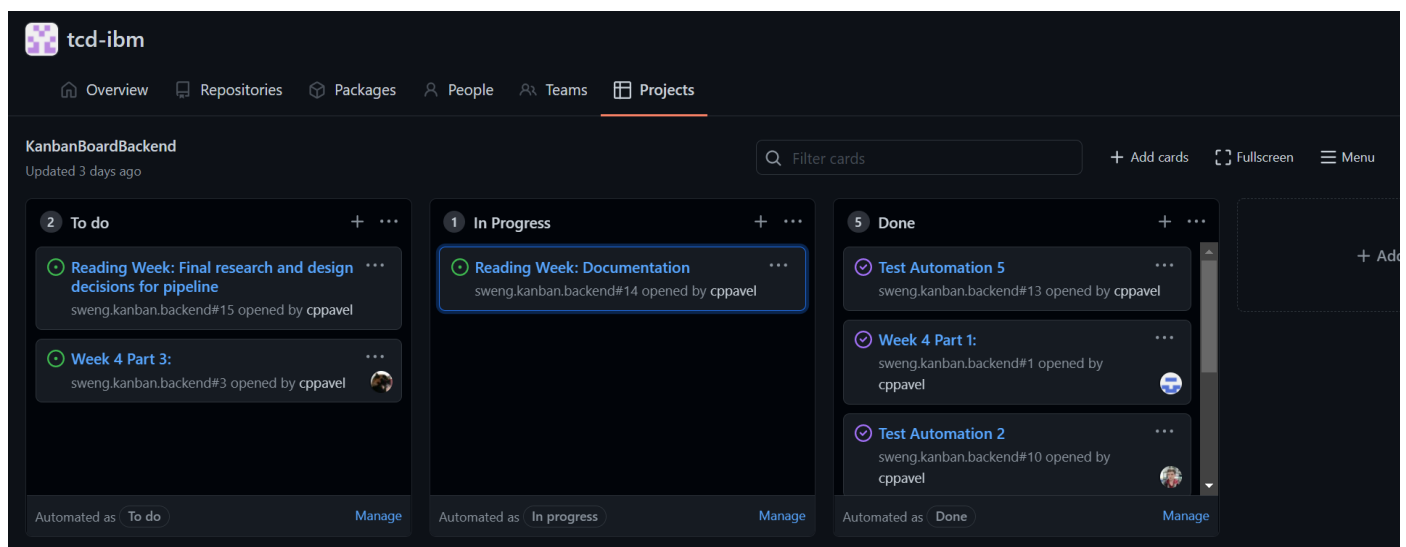 tcd-ibm
Overview Repositories Packages People Teams Projects
KanbanBoardBackend
Updated 3 days ago
Filter cards
Add cards Fullscreen Menu
2 To do
Reading Week: Final research and design
decisions for pipeline
sweng.kanban.backend#15 opened by cppavel
Week 4 Part 3:
sweng.kanban.backend#3 opened by cppavel
Automated as To do Manage
1 In Progress
Reading Week: Documentation
sweng.kanban.backend#14 opened by cppavel
Automated as In progress Manage
5 Done
Test Automation 5
sweng.kanban.backend#13 opened by cppavel
Week 4 Part 1:
sweng.kanban.backend#1 opened by
cppavel
Test Automation 2
sweng.kanban.backend#10 opened by
cppavel
Automated as Done Manage
+ Add